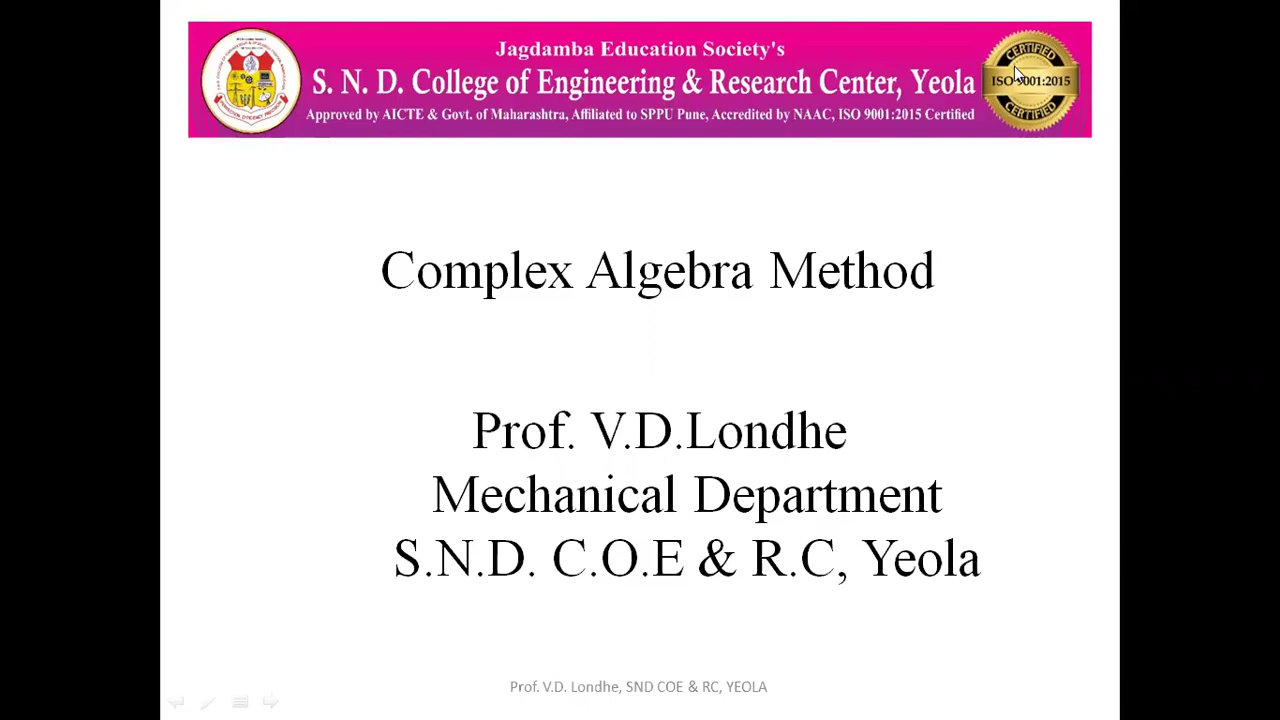 Jagdamba Education Society's
S. N. D. College of Engineering & Research Center, Yeola
Approved by AICTE & Govt. of Maharashtra, Affiliated to SPPU Pune, Accredited by NAAC, ISO 9001:2015 Certified
CERTIFIED
ISO 9001:2015
CERTIFIED
Complex Algebra Method
Prof. V.D.Londhe
Mechanical Department
S.N.D. C.O.E & R.C, Yeola
Prof. V.D. Londhe, SND COE & RC, YEOLA